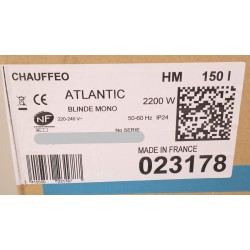 CHAUFFEO HM 150 l
ATLANTIC
BLINDE MONO 2200 W
NF 220-240 V~ 50-60 Hz IP24
No SERIE
MADE IN FRANCE
023178